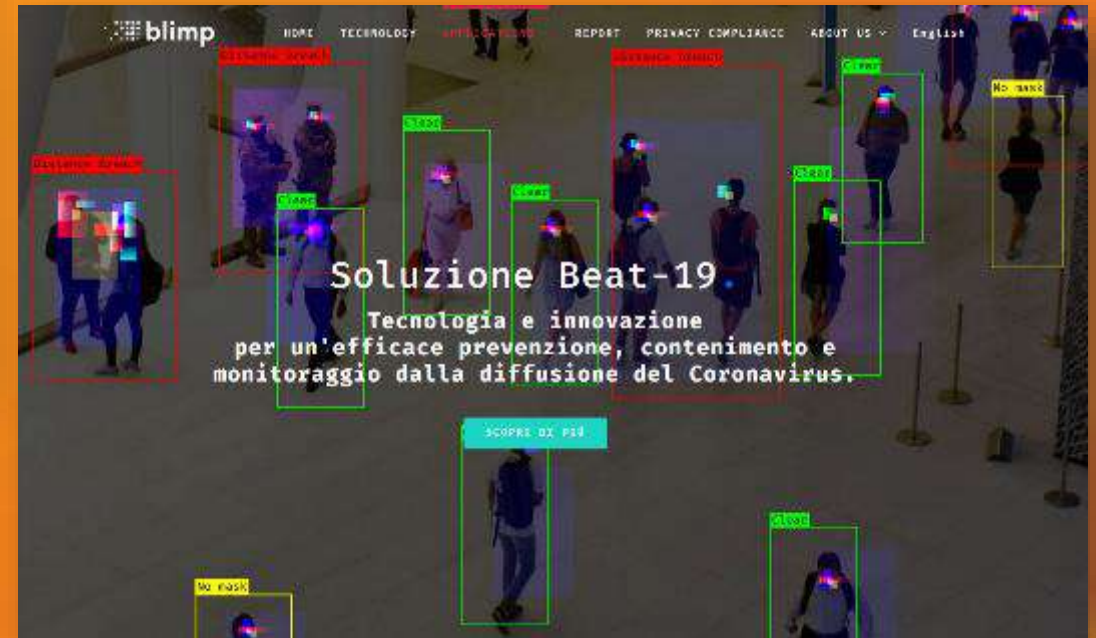 blimp
HOME TECHNOLOGY APPLICATIONS REPORT PRIVACY COMPLIANCE ABOUT US English
Distance breach
Distance breach
Clear
No mask
Clear
Distance breach
Clear
Clear
Clear
Soluzione Beat-19
Tecnologia e innovazione
per un'efficace prevenzione, contenimento e
monitoraggio dalla diffusione del Coronavirus.
SCOPRI DI PIÙ
Clear
No mask